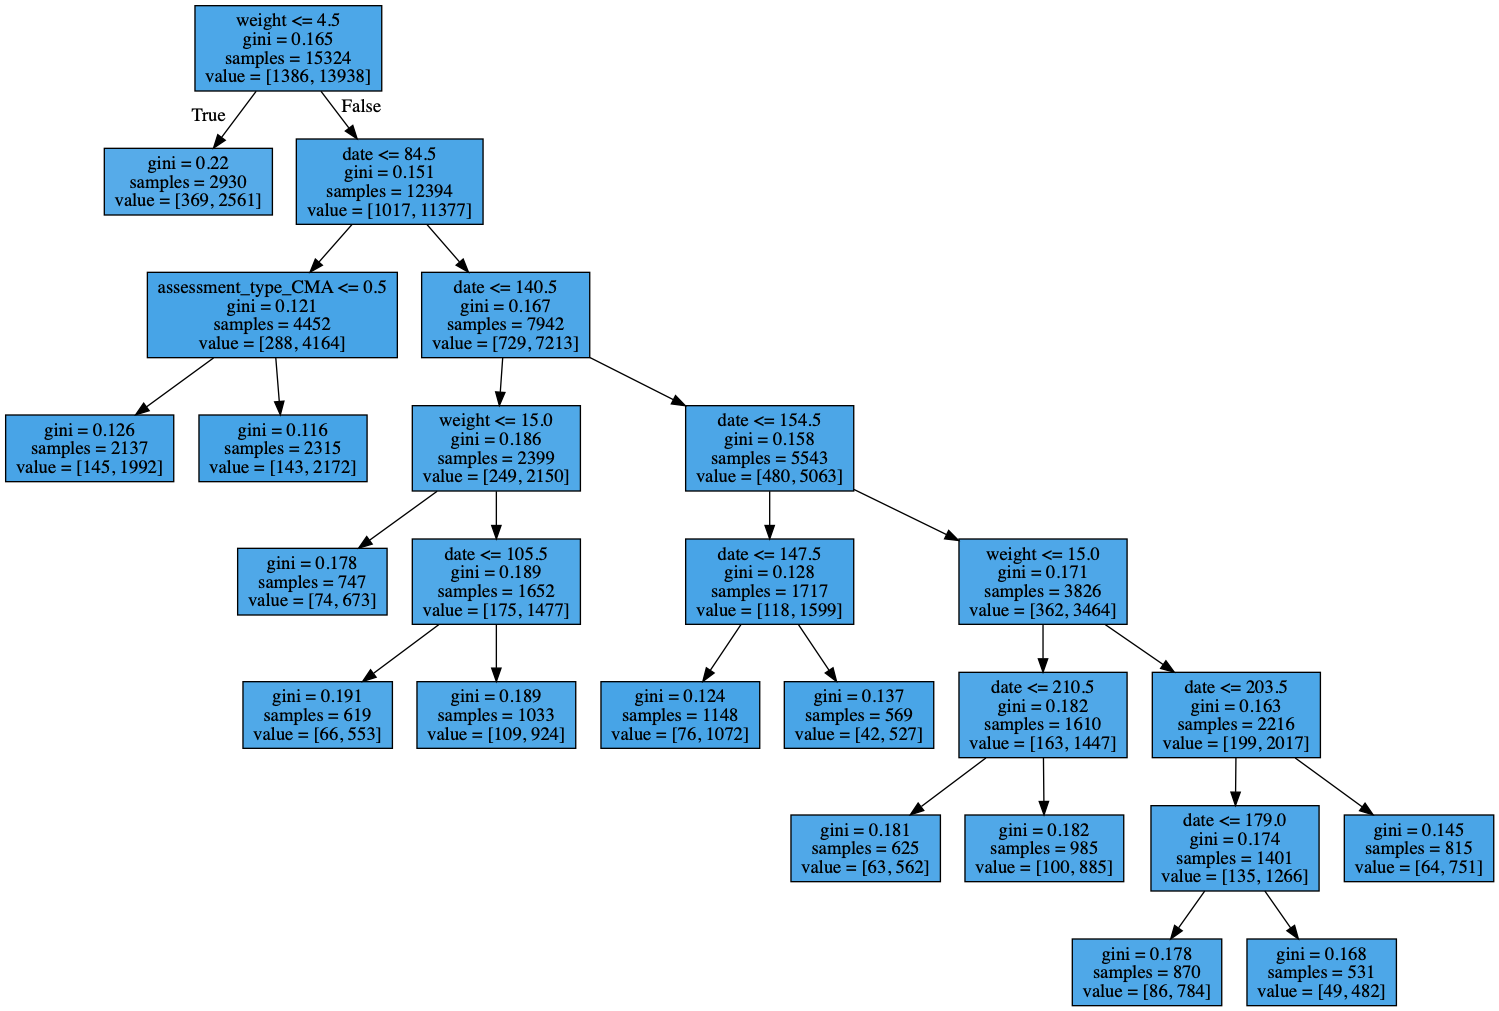 weight <= 4.5
gini = 0.165
samples = 15324
value = [1386, 13938]
True
False
gini = 0.22
samples = 2930
value = [369, 2561]
date <= 84.5
gini = 0.151
samples = 12394
value = [1017, 11377]
assessment_type_CMA <= 0.5
gini = 0.121
samples = 4452
value = [288, 4164]
date <= 140.5
gini = 0.167
samples = 7942
value = [729, 7213]
gini = 0.126
samples = 2137
value = [145, 1992]
gini = 0.116
samples = 2315
value = [143, 2172]
weight <= 15.0
gini = 0.186
samples = 2399
value = [249, 2150]
date <= 154.5
gini = 0.158
samples = 5543
value = [480, 5063]
gini = 0.178
samples = 747
value = [74, 673]
date <= 105.5
gini = 0.189
samples = 1652
value = [175, 1477]
date <= 147.5
gini = 0.128
samples = 1717
value = [118, 1599]
weight <= 15.0
gini = 0.171
samples = 3826
value = [362, 3464]
gini = 0.191
samples = 619
value = [66, 553]
gini = 0.189
samples = 1033
value = [109, 924]
gini = 0.124
samples = 1148
value = [76, 1072]
gini = 0.137
samples = 569
value = [42, 527]
date <= 210.5
gini = 0.182
samples = 1610
value = [163, 1447]
date <= 203.5
gini = 0.163
samples = 2216
value = [199, 2017]
gini = 0.181
samples = 625
value = [63, 562]
gini = 0.182
samples = 985
value = [100, 885]
date <= 179.0
gini = 0.174
samples = 1401
value = [135, 1266]
gini = 0.145
samples = 815
value = [64, 751]
gini = 0.178
samples = 870
value = [86, 784]
gini = 0.168
samples = 531
value = [49, 482]